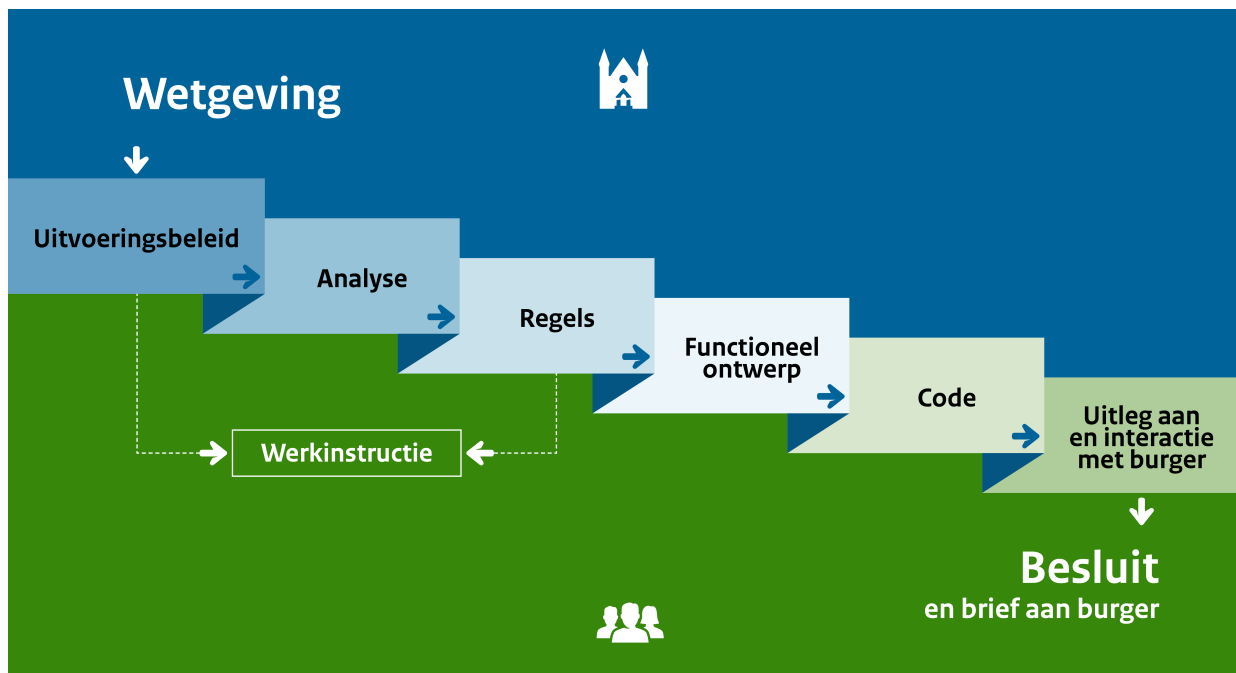 Wetgeving
Uitvoeringsbeleid
Analyse
Regels
Functioneel
ontwerp
Code
Uitleg aan
en interactie
met burger
Werkinstructie
Besluit
en brief aan burger